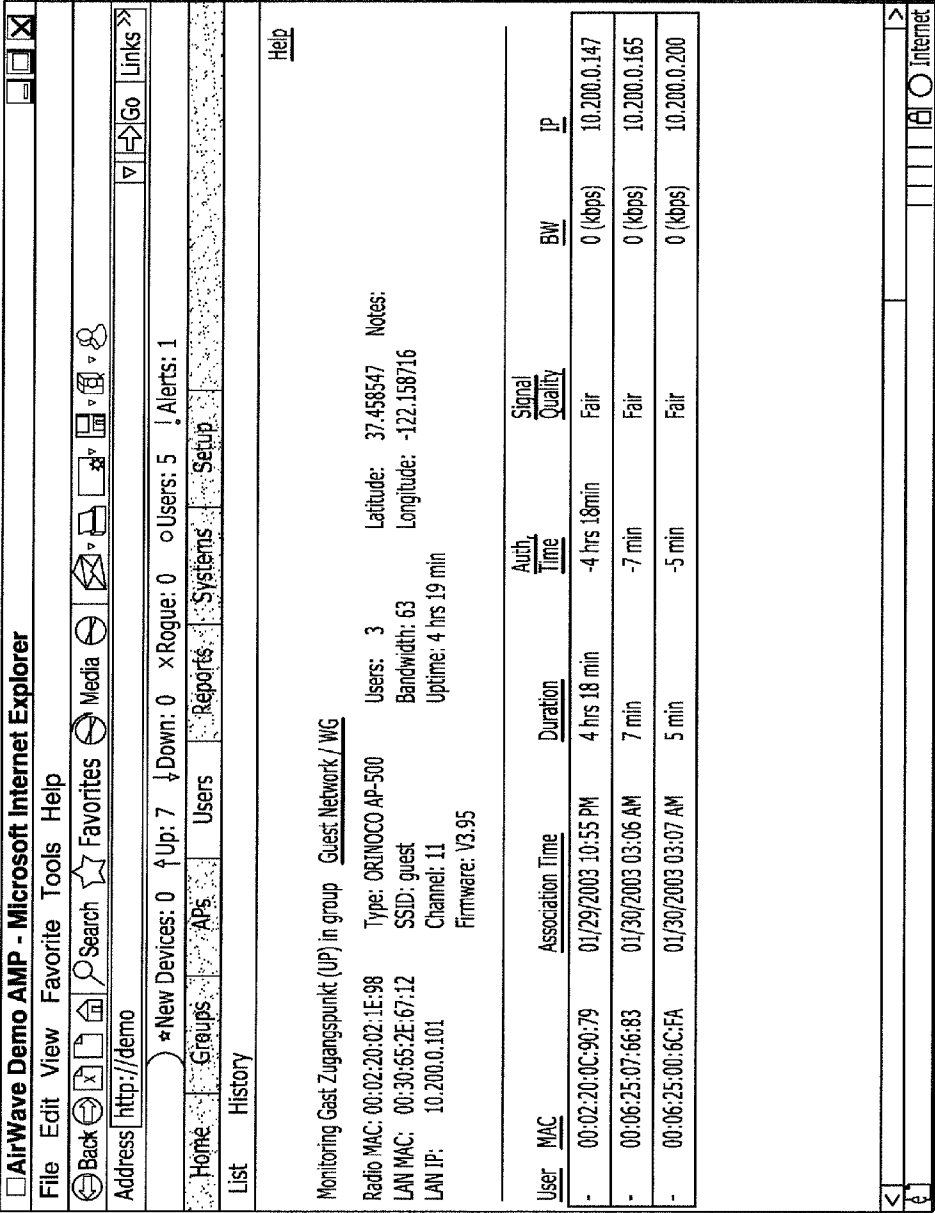 AirWave Demo AMP - Microsoft Internet Explorer
File Edit View Favorite Tools Help
Back Search Favorites Media
Address http://demo Go Links »
New Devices: 0 Up: 7 Down: 0 Rogue: 0 Users: 5 ! Alerts: 1
Home Groups APs Users Reports Systems Setup
List History
Help
Monitoring Gast Zugangspunkt (UP) in group Guest Network / WG
Radio MAC: 00:02:20:02:1E:98 Type: ORINOCO AP-500 Users: 3 Latitude: 37.458547 Notes:
LAN MAC: 00:30:65:2E:67:12 SSID: guest Bandwidth: 63 Longitude: -122.158716
LAN IP: 10.200.0.101 Channel: 11 Uptime: 4 hrs 19 min
Firmware: V3.95
User MAC Association Time Duration Auth, Time Signal Quality BW IP
- 00:02:20:0C:90:79 01/29/2003 10:55 PM 4 hrs 18 min -4 hrs 18min Fair 0 (kbps) 10.200.0.147
- 00:06:25:07:66:83 01/30/2003 03:06 AM 7 min -7 min Fair 0 (kbps) 10.200.0.165
- 00:06:25:00:6C:FA 01/30/2003 03:07 AM 5 min -5 min Fair 0 (kbps) 10.200.0.200
Internet